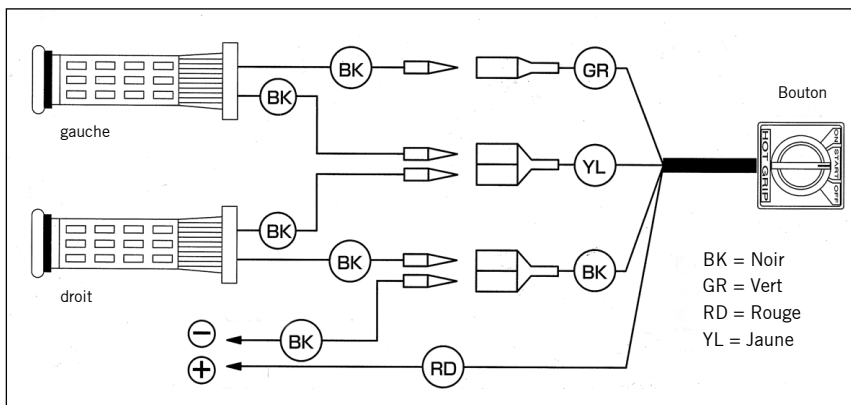 BK
GR
BK
Bouton
gauche
HOT GRIP
ON
START
OFF
YL
BK
BK
BK
droit
BK = Noir
GR = Vert
RD = Rouge
YL = Jaune
−
BK
+
RD